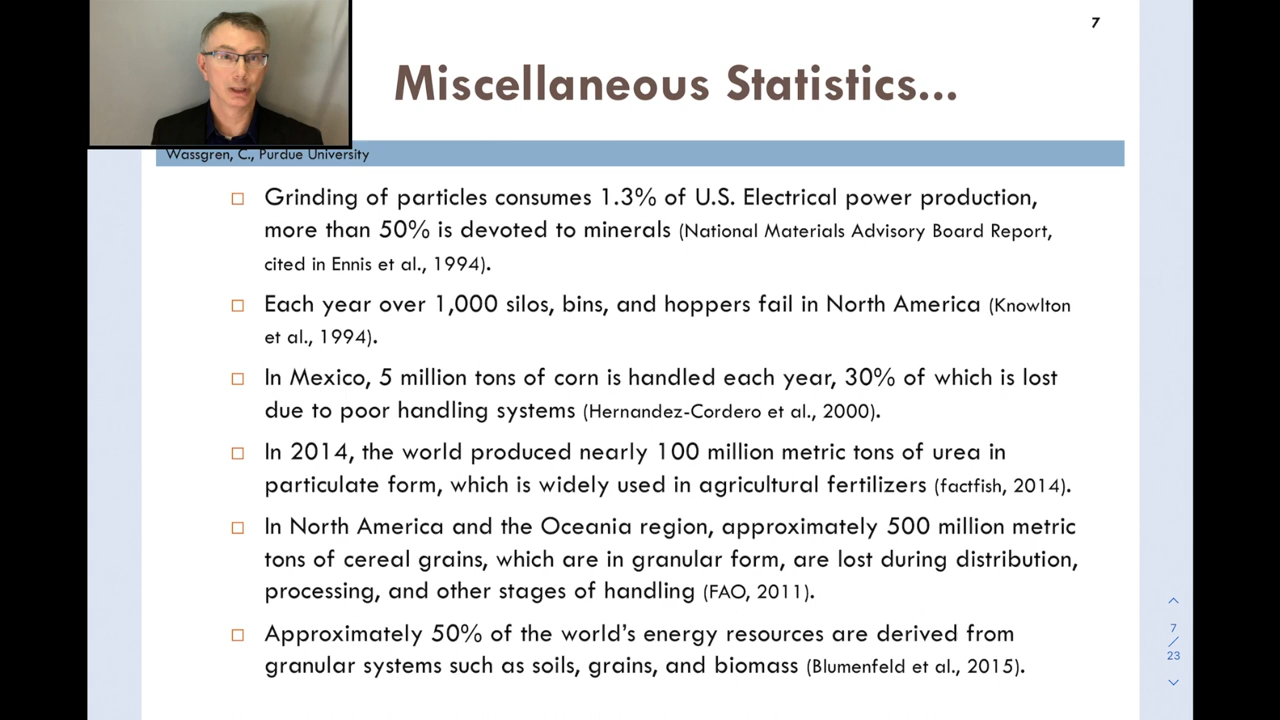 7
Miscellaneous Statistics...
Wassgren, C., Purdue University
Grinding of particles consumes 1.3% of U.S. Electrical power production,
more than 50% is devoted to minerals (National Materials Advisory Board Report,
cited in Ennis et al., 1994).
Each year over 1,000 silos, bins, and hoppers fail in North America (Knowlton
et al., 1994).
In Mexico, 5 million tons of corn is handled each year, 30% of which is lost
due to poor handling systems (Hernandez-Cordero et al., 2000).
In 2014, the world produced nearly 100 million metric tons of urea in
particulate form, which is widely used in agricultural fertilizers (factfish, 2014).
In North America and the Oceania region, approximately 500 million metric
tons of cereal grains, which are in granular form, are lost during distribution,
processing, and other stages of handling (FAO, 2011).
Approximately 50% of the world's energy resources are derived from
granular systems such as soils, grains, and biomass (Blumenfeld et al., 2015).
7
/
23